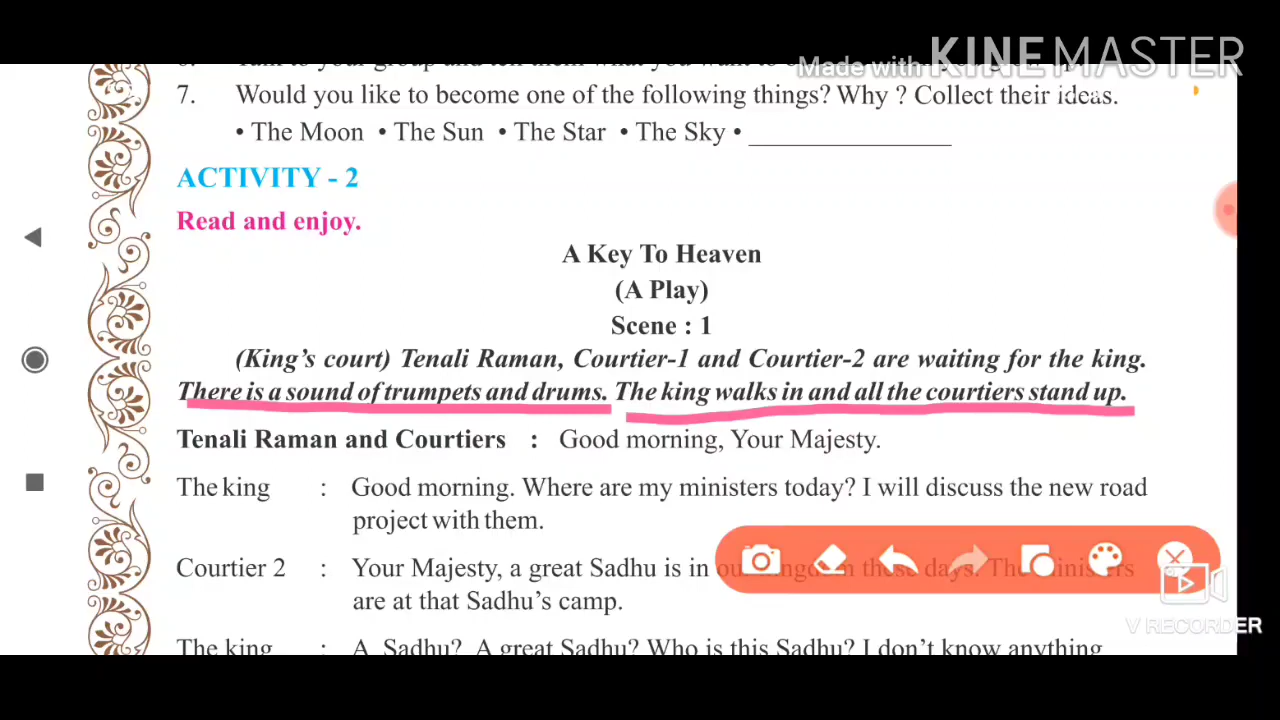 Made with KINEMASTER
7. Would you like to become one of the following things? Why ? Collect their ideas.
• The Moon • The Sun • The Star • The Sky •
ACTIVITY - 2
Read and enjoy.
A Key To Heaven
(A Play)
Scene : 1
(King's court) Tenali Raman, Courtier-1 and Courtier-2 are waiting for the king.
There is a sound of trumpets and drums. The king walks in and all the courtiers stand up.
Tenali Raman and Courtiers : Good morning, Your Majesty.
The king : Good morning. Where are my ministers today? I will discuss the new road
project with them.
Courtier 2 : Your Majesty, a great Sadhu is in our kingdom these days. The ministers
are at that Sadhu's camp.
V RECORDER
The king : A Sadhu? A great Sadhu? Who is this Sadhu? I don't know anything